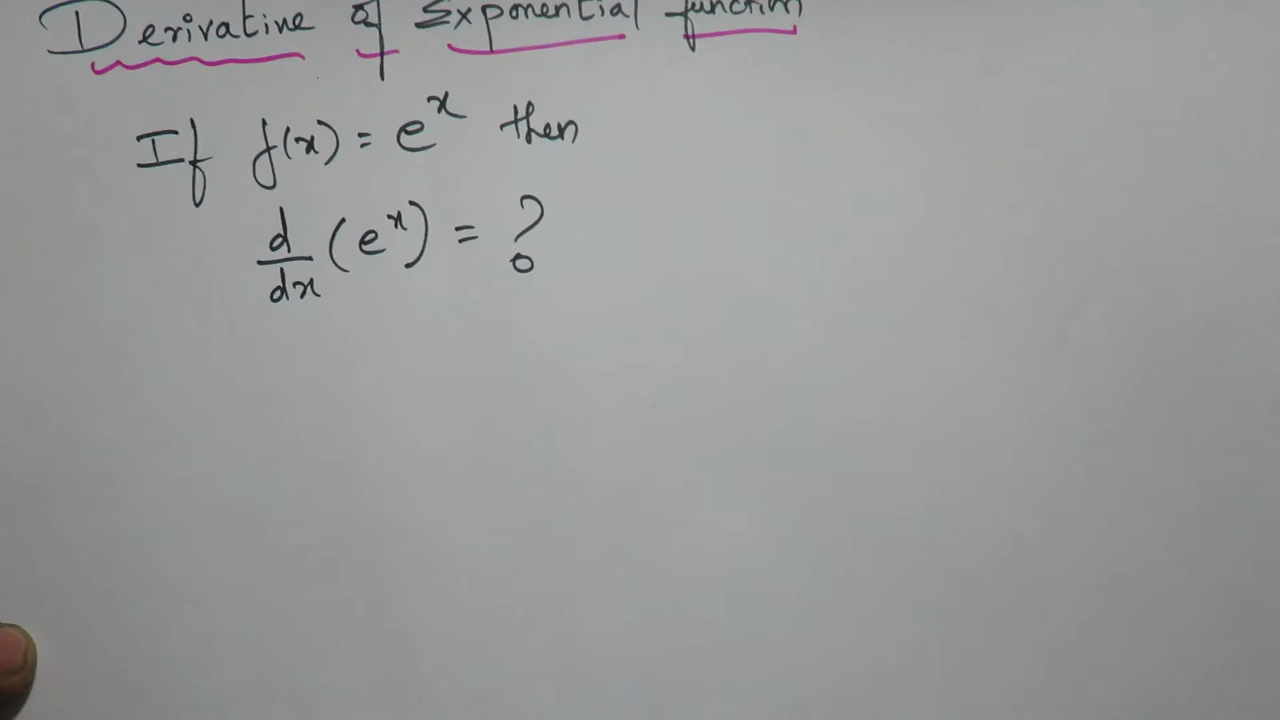 Derivative of Exponential function
If f(x) = e^x then
d/dx (e^x) = ?